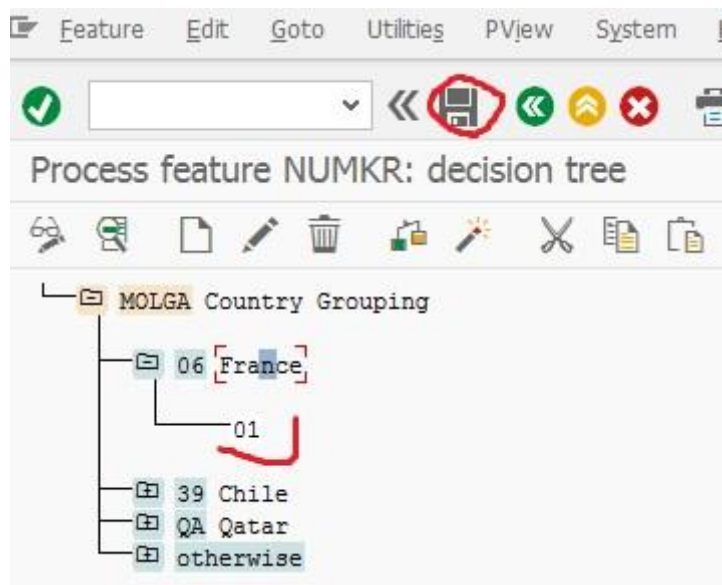 Feature Edit Goto Utilities PView System
Process feature NUMKR: decision tree
MOLGA Country Grouping
06 France
01
39 Chile
QA Qatar
otherwise